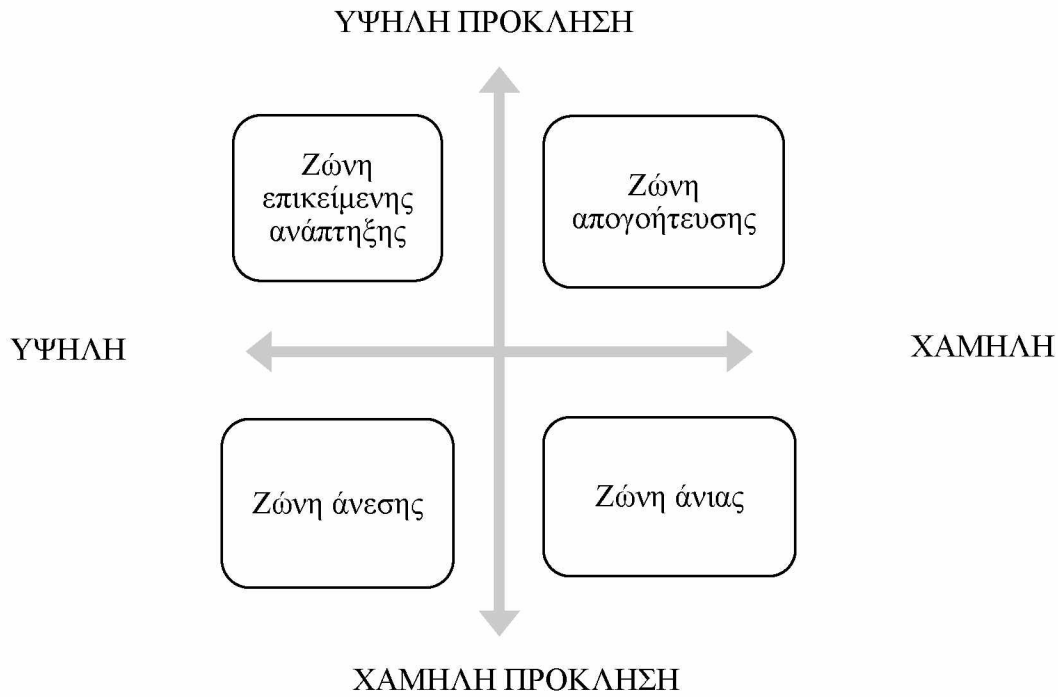 ΥΨΗΛΗ ΠΡΟΚΛΗΣΗ
Ζώνη
επικείμενης
ανάπτηξης
Ζώνη
απογοήτευσης
ΥΨΗΛΗ
ΧΑΜΗΛΗ
Ζώνη άνεσης
Ζώνη άνιας
ΧΑΜΗΛΗ ΠΡΟΚΛΗΣΗ